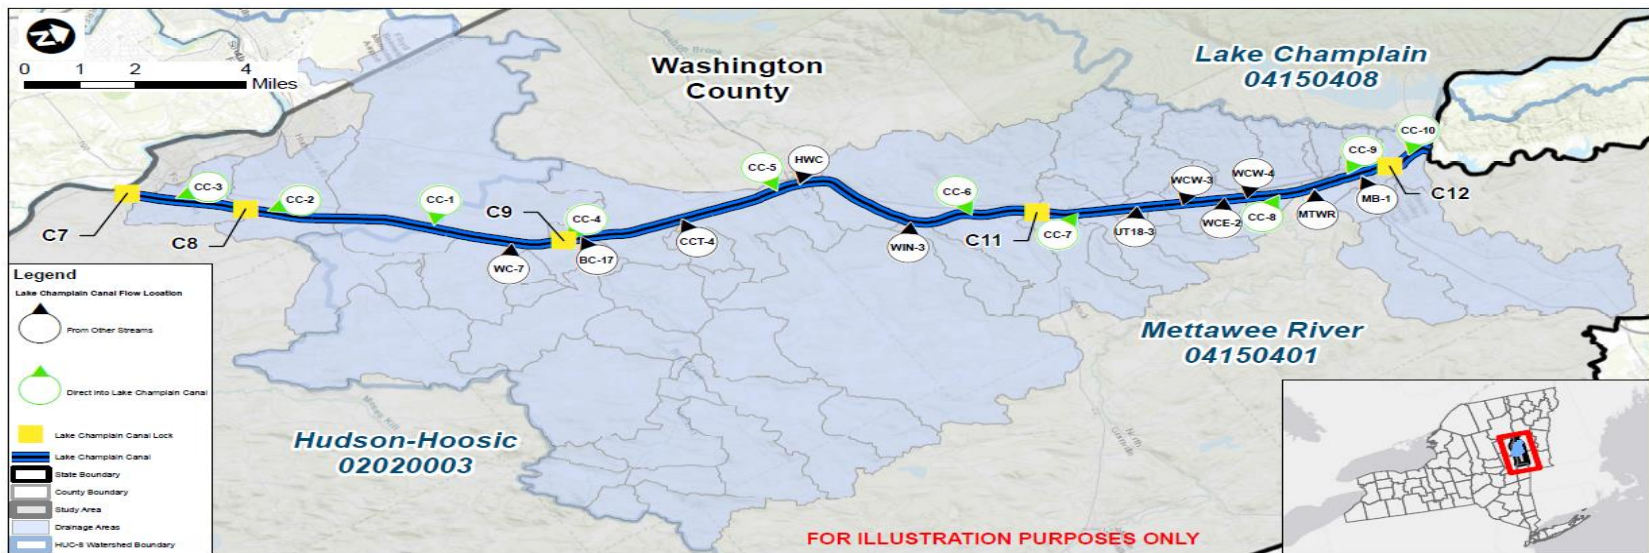 N
0 1 2 4
Miles
Washington
County
Lake Champlain
04150408
CC-3
CC-2
CC-1
CC-5
HWC
CC-6
WCW-3
WCW-4
CC-9
CC-10
C7
C8
C9
CC-4
C11
C12
WC-7
BC-17
CCT-4
WIN-3
CC-7
UT18-3
WCE-2
CC-8
MTWR
MB-1
Legend
Lake Champlain Canal Flow Location
From Other Streams
Direct into Lake Champlain Canal
Lake Champlain Canal Lock
Lake Champlain Canal
State Boundary
County Boundary
Study Area
Drainage Areas
HUC-8 Watershed Boundary
Hudson-Hoosic
02020003
Mettawee River
04150401
FOR ILLUSTRATION PURPOSES ONLY